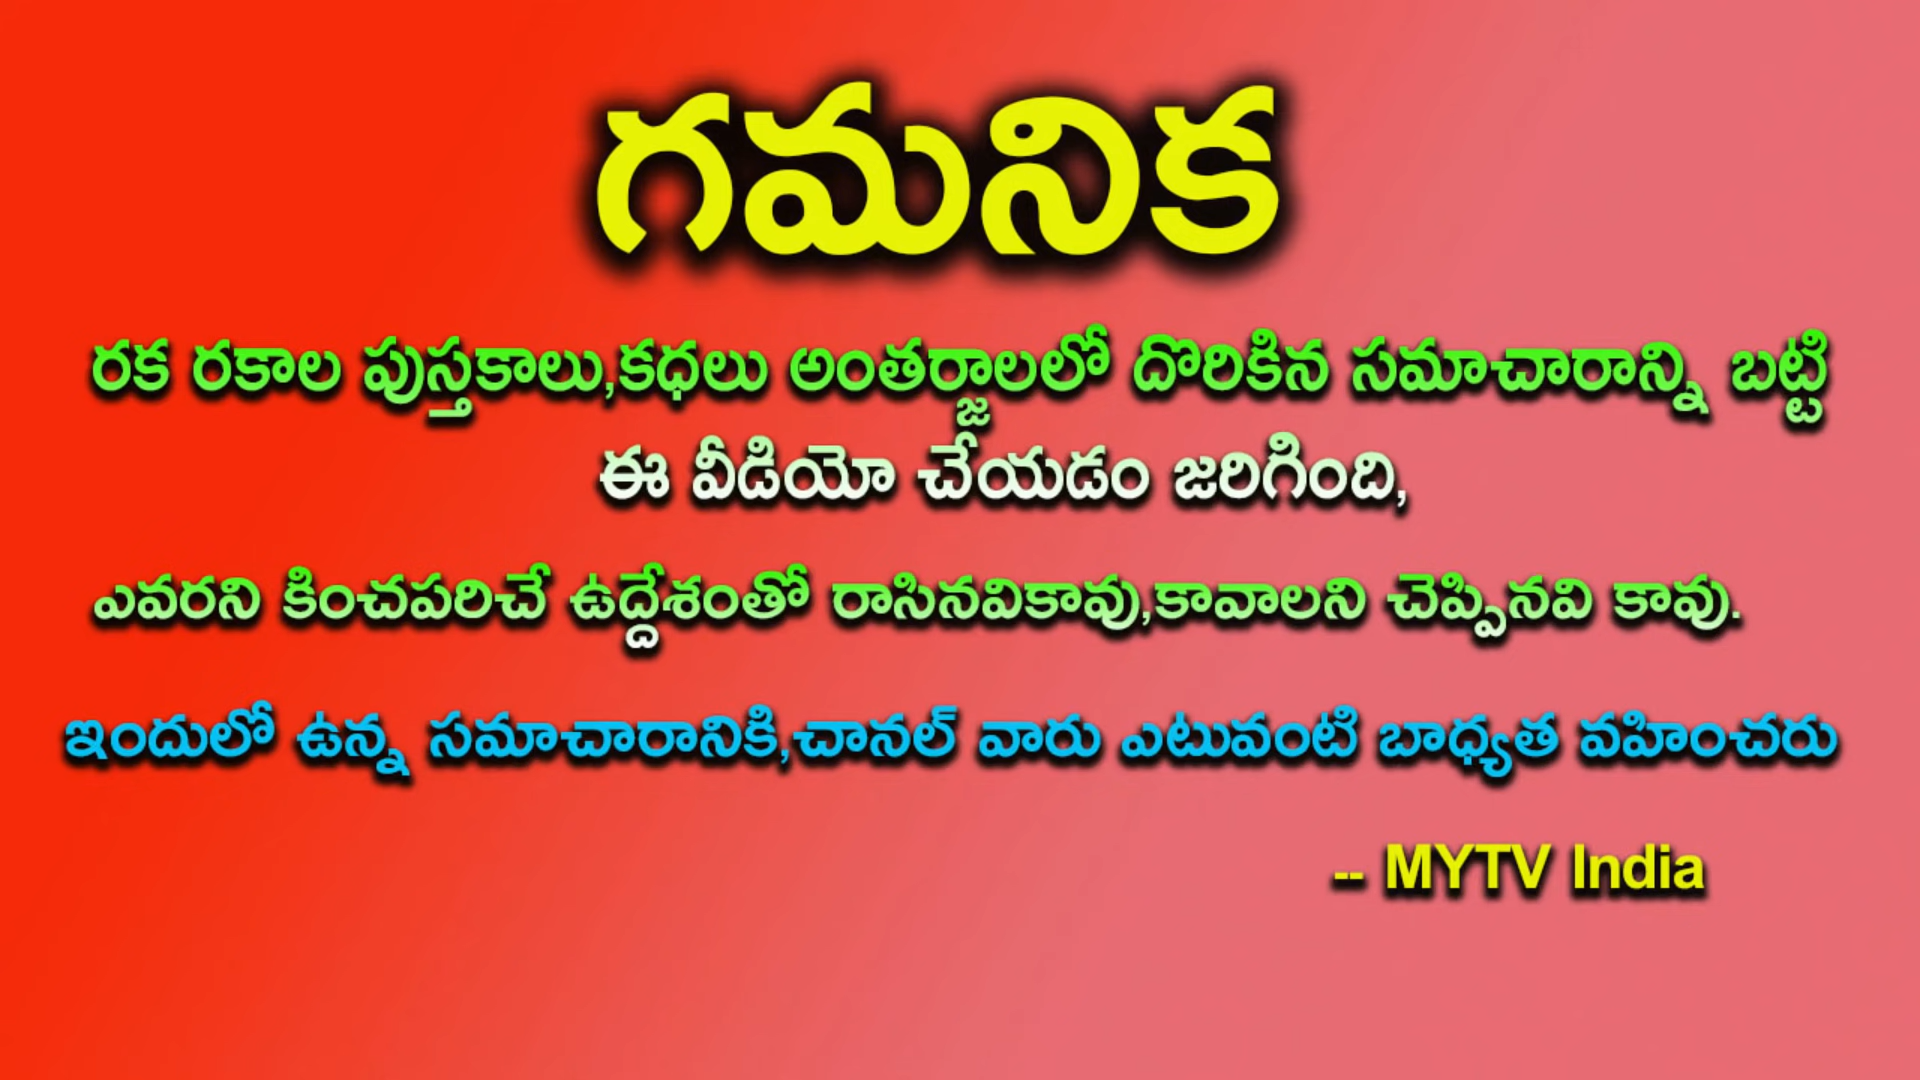 గమనిక
రక రకాల పుస్తకాలు,కధలు అంతర్జాలలో దొరికిన సమాచారాన్ని బట్టి
ఈ వీడియో చేయడం జరిగింది,
ఎవరని కించపరిచే ఉద్దేశంతో రాసినవికావు,కావాలని చెప్పినవి కావు.
ఇందులో ఉన్న సమాచారానికి,చానల్ వారు ఎటువంటి బాధ్యత వహించరు
-- MYTV India